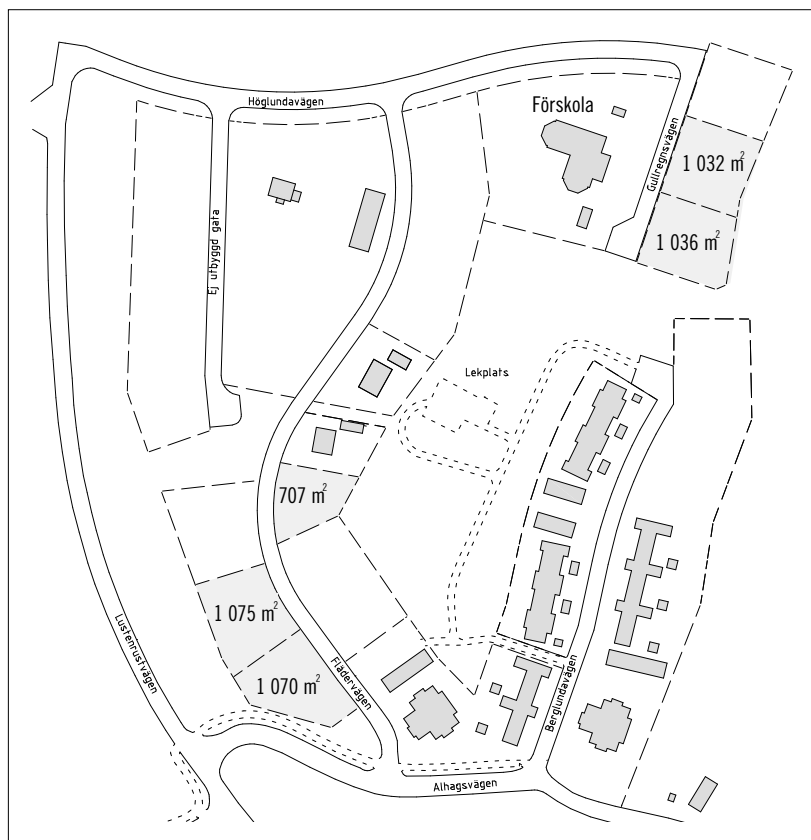 Höglundavägen
Förskola
Gullregnsvägen
1 032 m²
1 036 m²
Ej utbyggd gata
Lekplats
707 m²
1 075 m²
1 070 m²
Lustenrustvägen
Flädervägen
Berglundavägen
Alhagsvägen